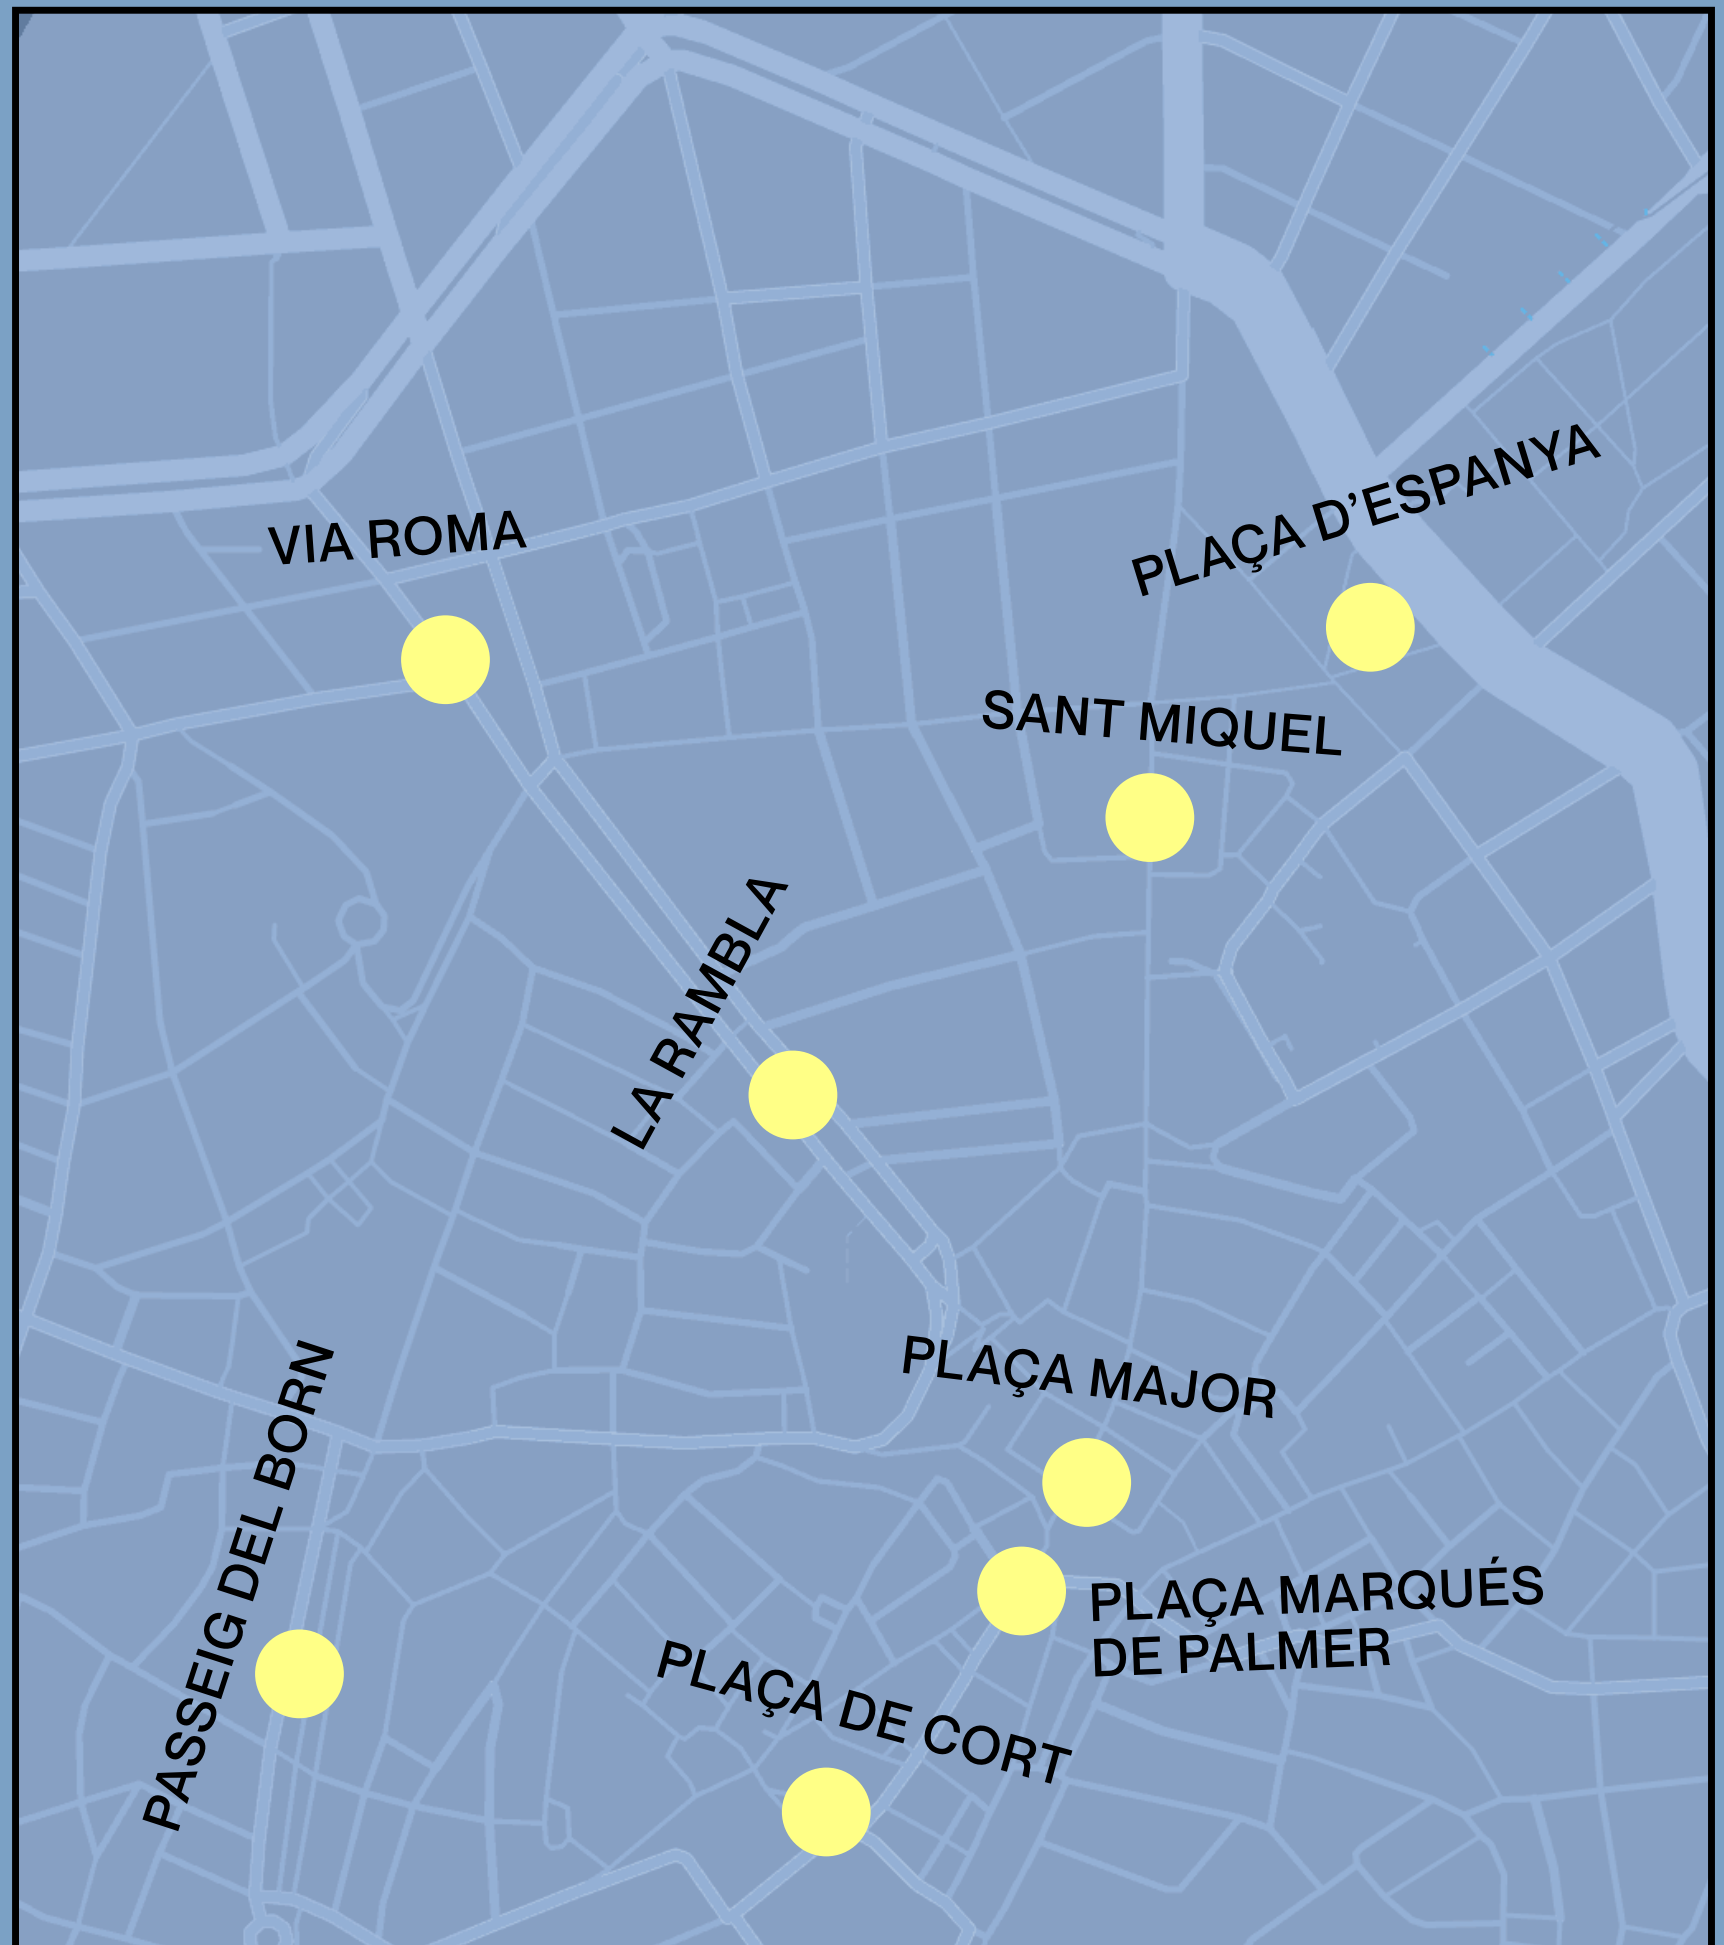 VIA ROMA
PLAÇA D’ESPANYA
SANT MIQUEL
LA RAMBLA
PLAÇA MAJOR
PASSEIG DEL BORN
PLAÇA MARQUÉS
DE PALMER
PLAÇA DE CORT